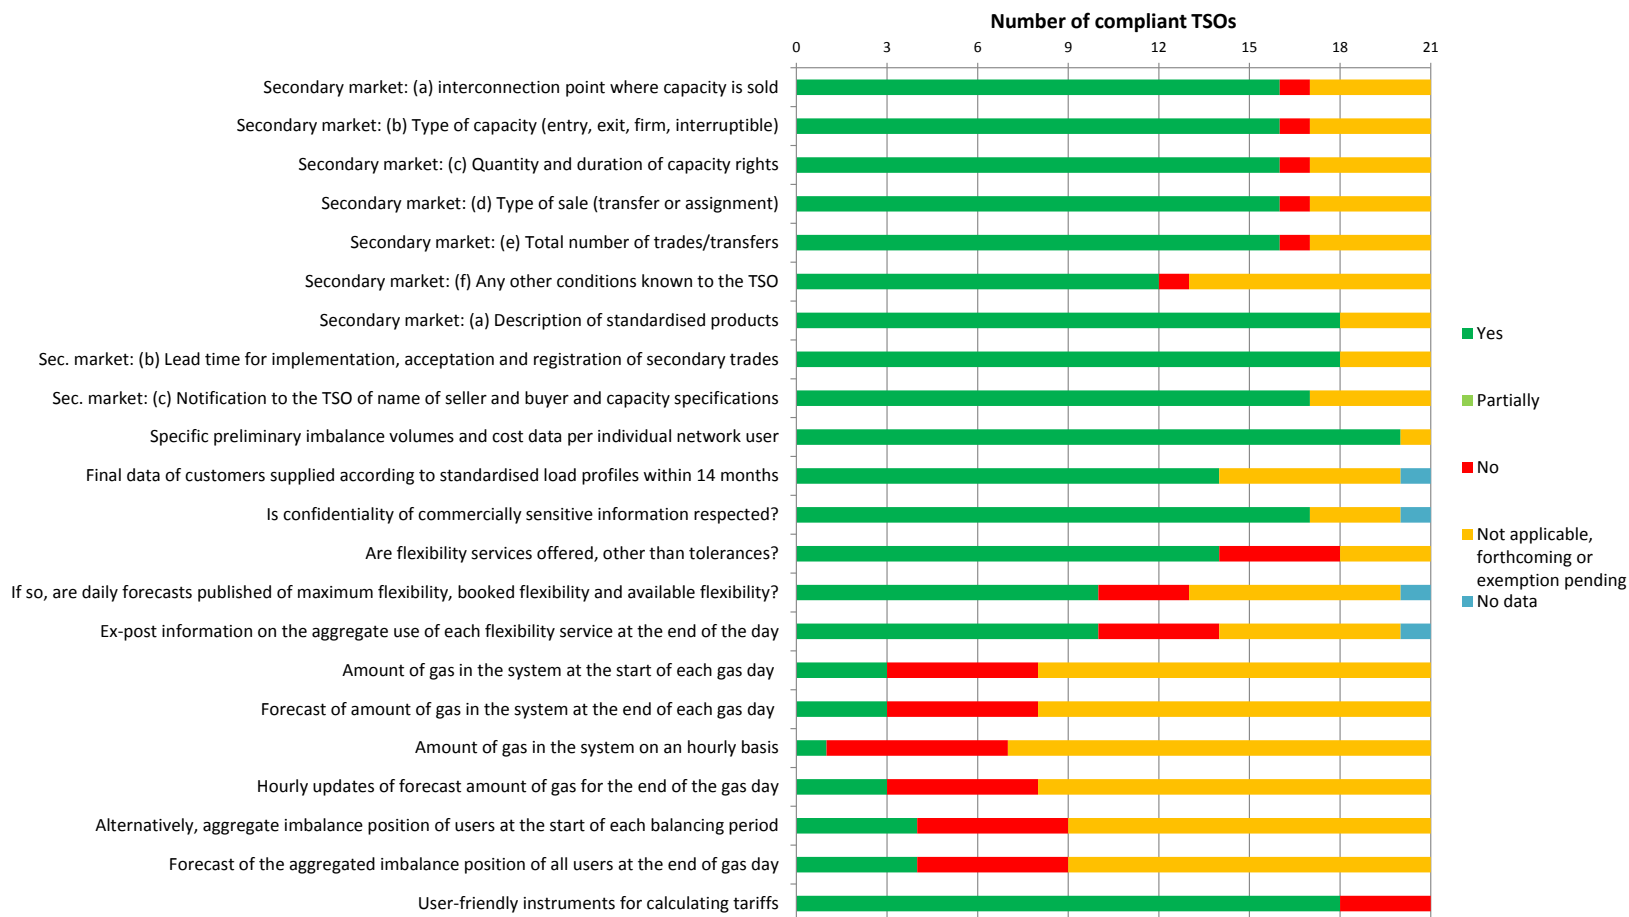 Number of compliant TSOs
0 3 6 9 12 15 18 21
Secondary market: (a) interconnection point where capacity is sold
Secondary market: (b) Type of capacity (entry, exit, firm, interruptible)
Secondary market: (c) Quantity and duration of capacity rights
Secondary market: (d) Type of sale (transfer or assignment)
Secondary market: (e) Total number of trades/transfers
Secondary market: (f) Any other conditions known to the TSO
Secondary market: (a) Description of standardised products
Sec. market: (b) Lead time for implementation, acceptation and registration of secondary trades
Sec. market: (c) Notification to the TSO of name of seller and buyer and capacity specifications
Specific preliminary imbalance volumes and cost data per individual network user
Final data of customers supplied according to standardised load profiles within 14 months
Is confidentiality of commercially sensitive information respected?
Are flexibility services offered, other than tolerances?
If so, are daily forecasts published of maximum flexibility, booked flexibility and available flexibility?
Ex-post information on the aggregate use of each flexibility service at the end of the day
Amount of gas in the system at the start of each gas day
Forecast of amount of gas in the system at the end of each gas day
Amount of gas in the system on an hourly basis
Hourly updates of forecast amount of gas for the end of the gas day
Alternatively, aggregate imbalance position of users at the start of each balancing period
Forecast of the aggregated imbalance position of all users at the end of gas day
User-friendly instruments for calculating tariffs
Yes
Partially
No
Not applicable,
forthcoming or
exemption pending
No data